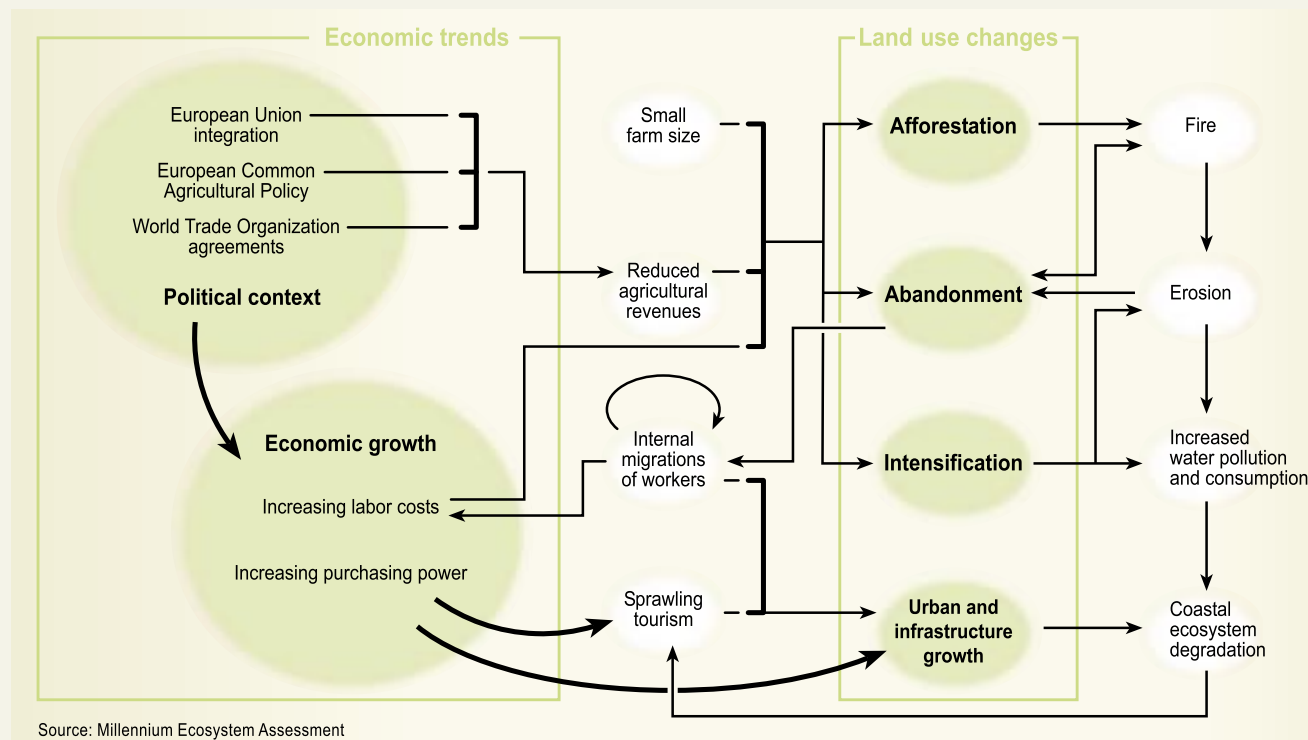 Economic trends
European Union
integration
European Common
Agricultural Policy
World Trade Organization
agreements
Political context
Economic growth
Increasing labor costs
Increasing purchasing power
Small
farm size
Reduced
agricultural
revenues
Internal
migrations
of workers
Sprawling
tourism
Land use changes
Afforestation
Abandonment
Intensification
Urban and
infrastructure
growth
Fire
Erosion
Increased
water pollution
and consumption
Coastal
ecosystem
degradation
Source: Millennium Ecosystem Assessment